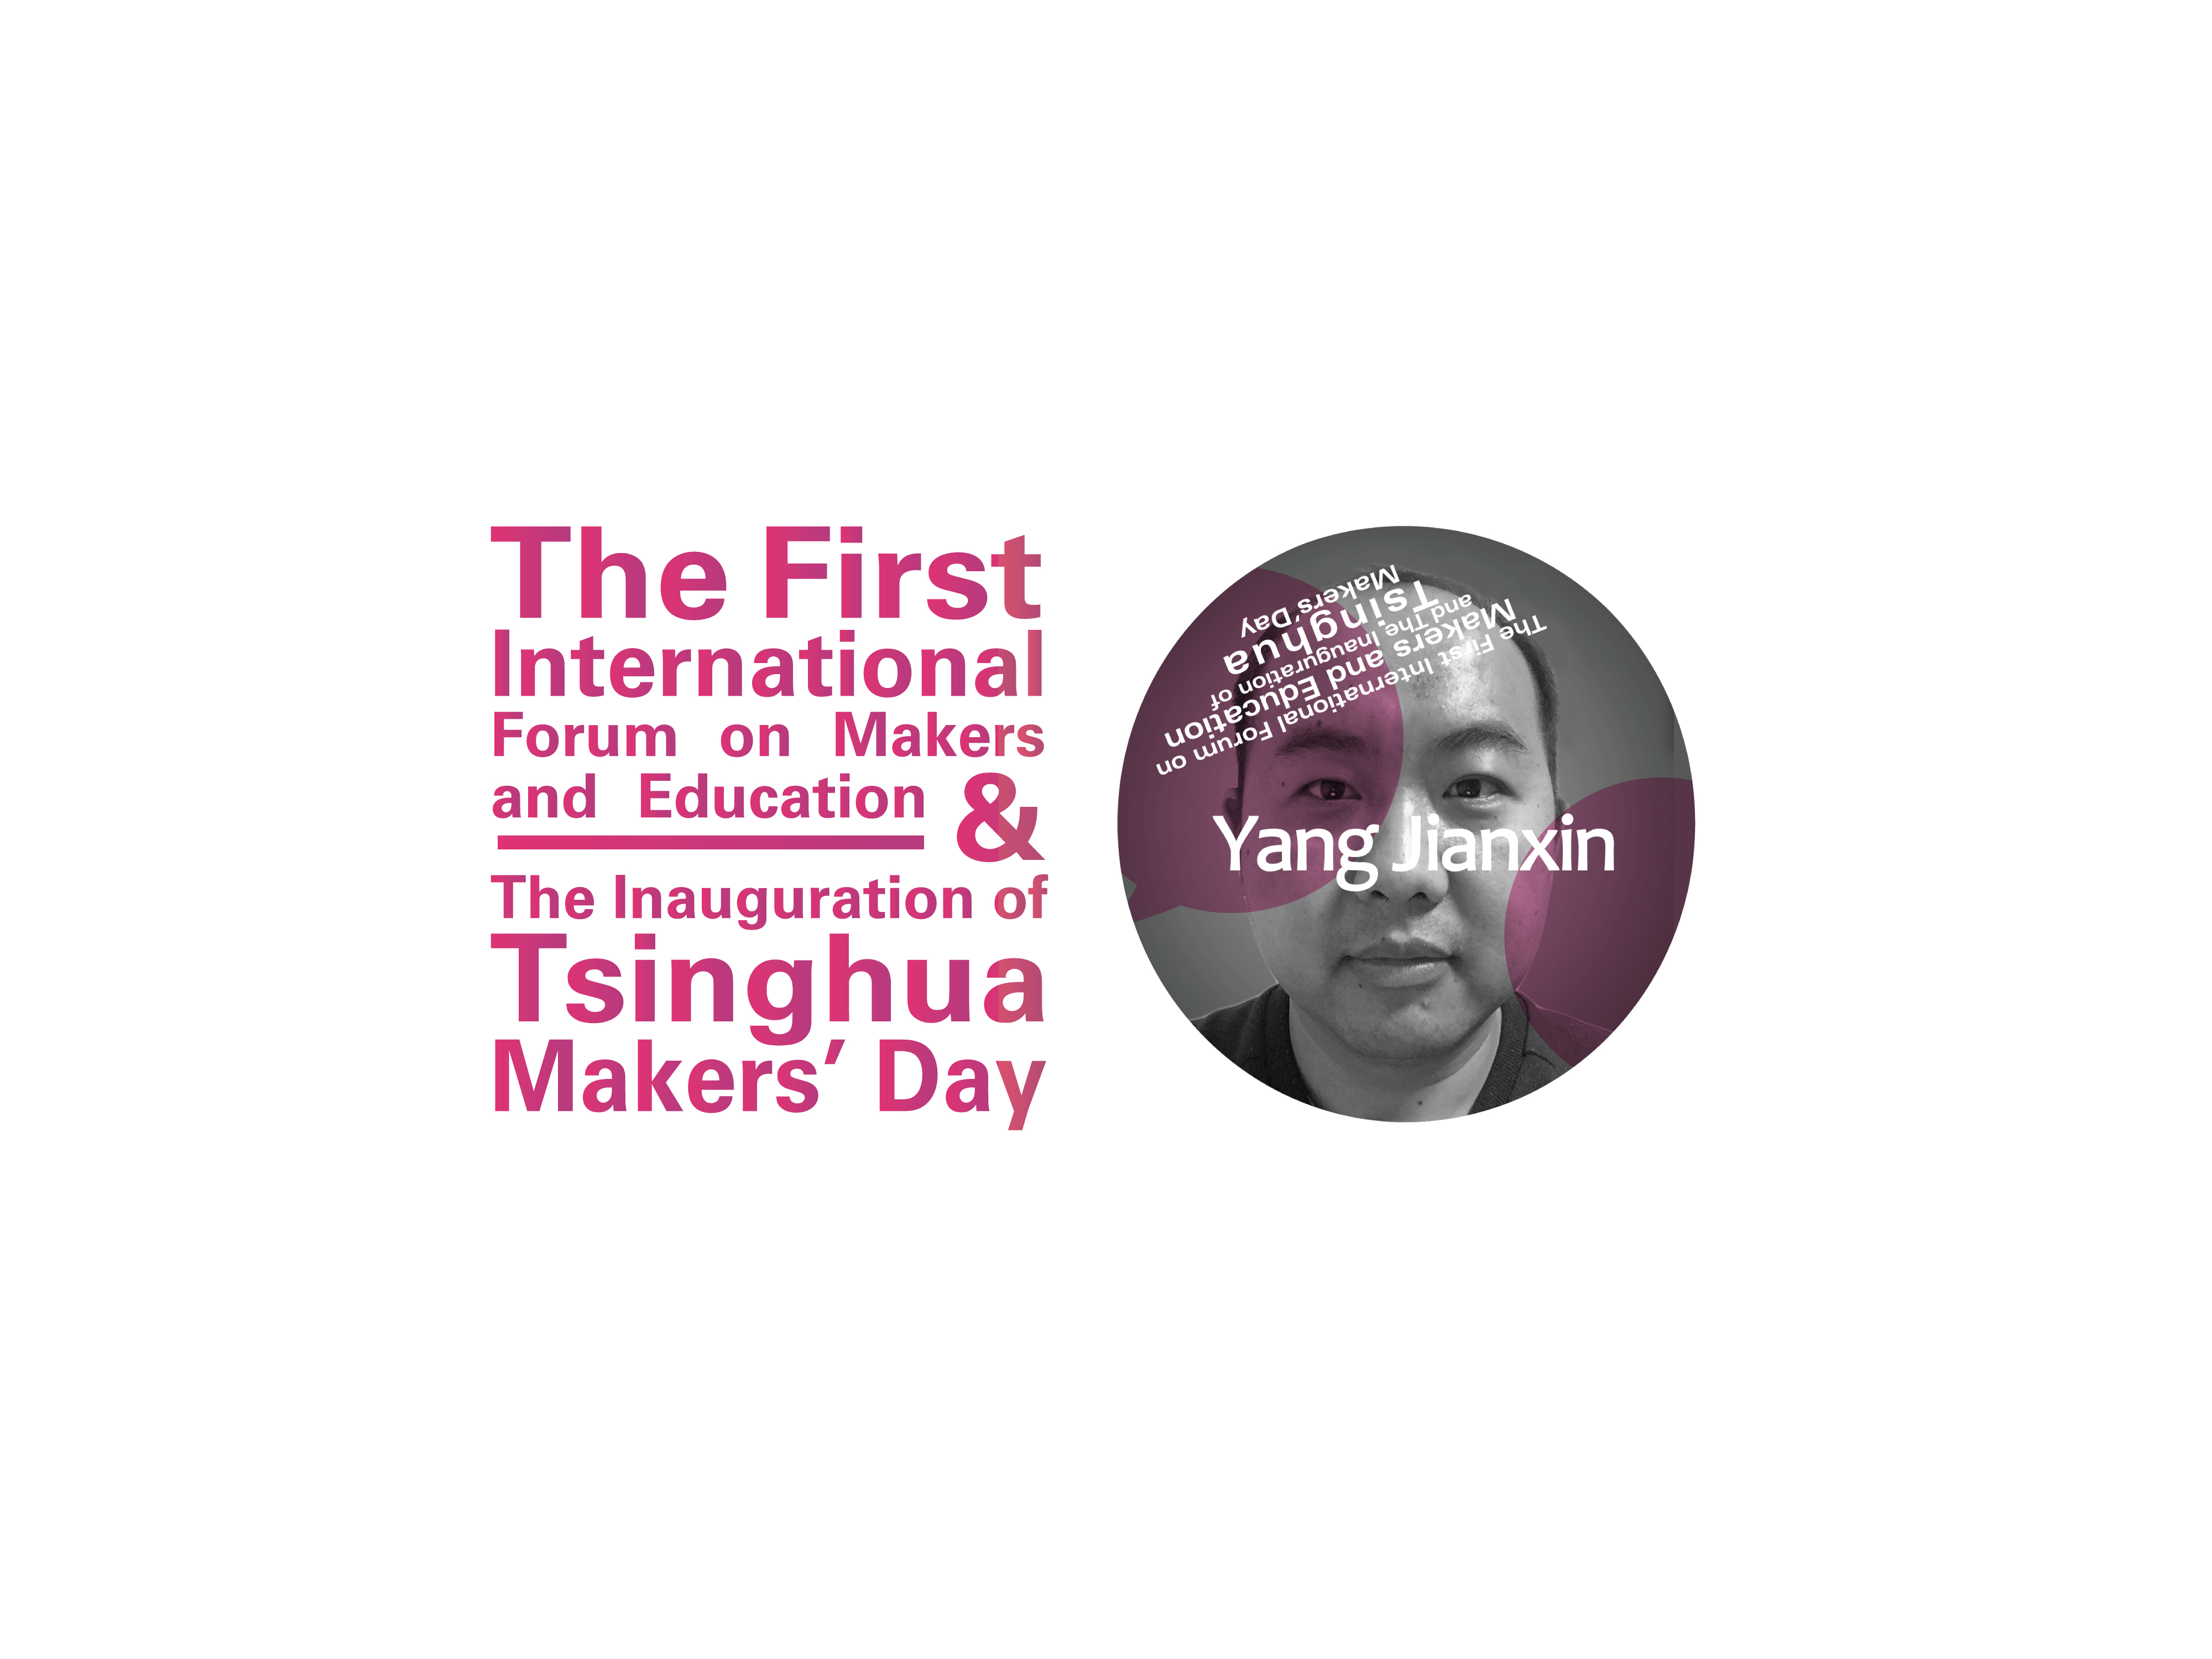 The First
International
Forum on Makers
and Education &
The Inauguration of
Tsinghua
Makers’ Day
The First International Forum on
Makers and Education
and The Inauguration of
Tsinghua
Makers’Day
Yang Jianxin